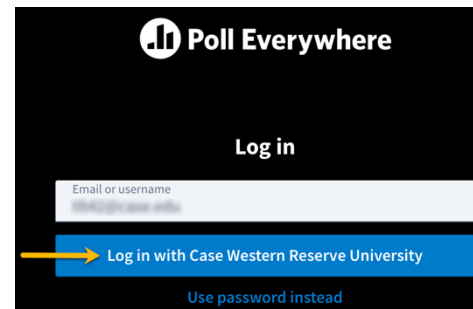 Poll Everywhere
Log in
Email or username
Log in with Case Western Reserve University
Use password instead